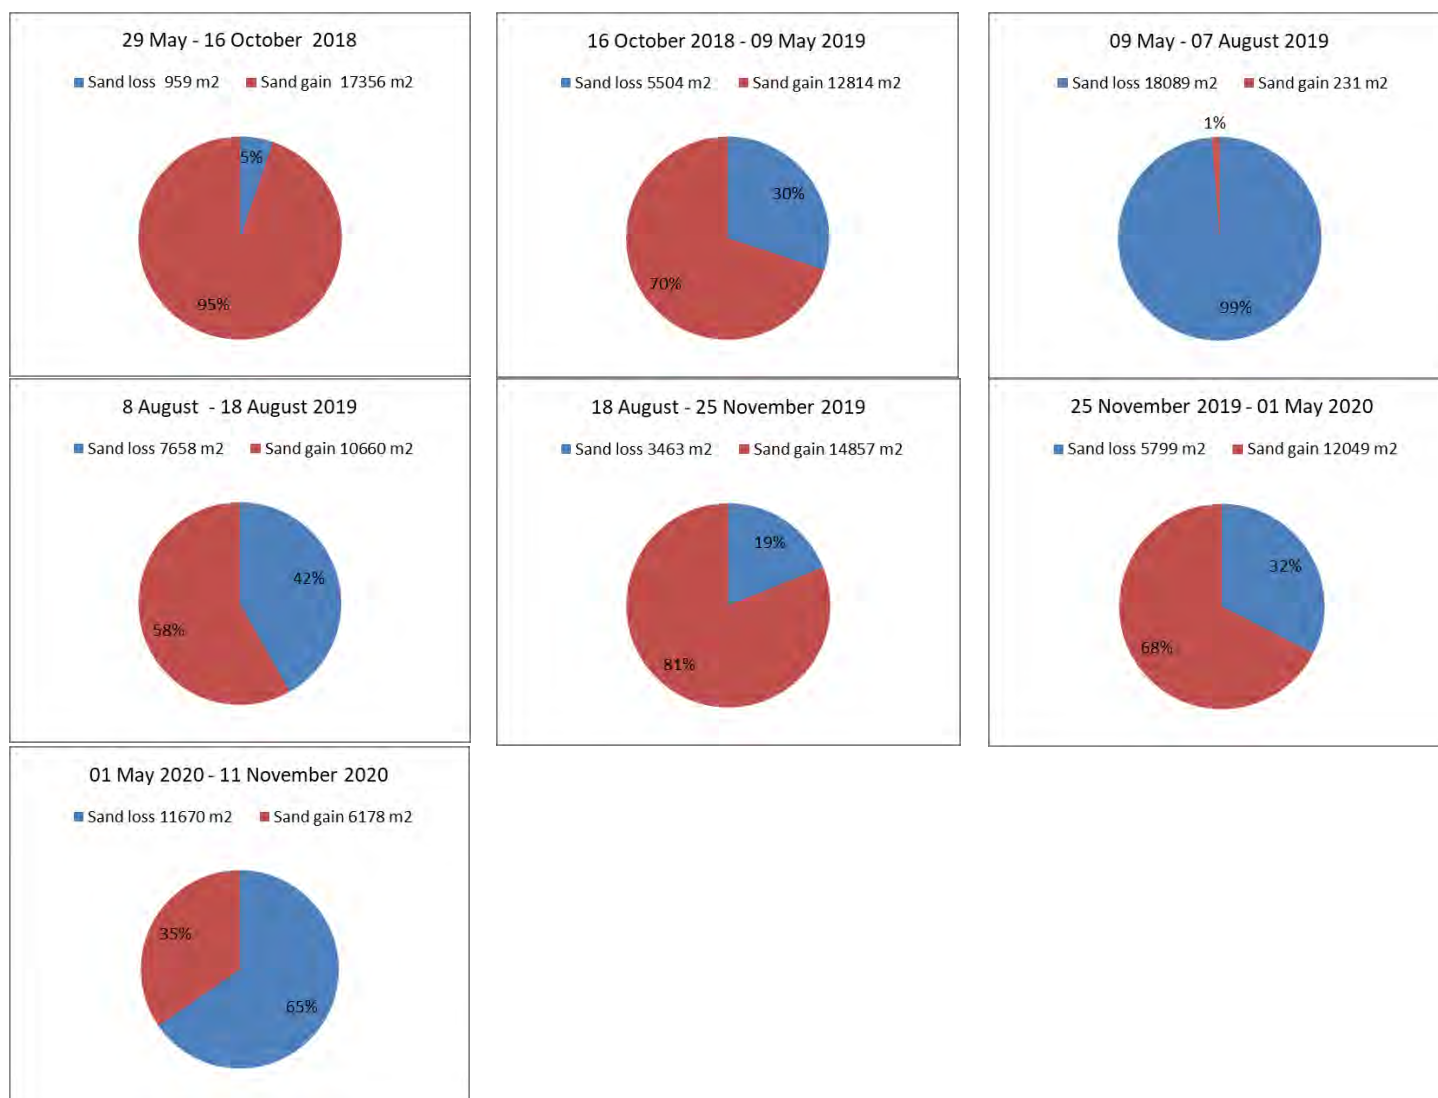 29 May - 16 October  2018
Sand loss  959 m2 Sand gain  17356 m2
5%
95%
16 October 2018 - 09 May 2019
Sand loss 5504 m2 Sand gain 12814 m2
30%
70%
09 May - 07 August 2019
Sand loss 18089 m2 Sand gain 231 m2
1%
99%
8 August  - 18 August 2019
Sand loss 7658 m2 Sand gain 10660 m2
42%
58%
18 August - 25 November 2019
Sand loss 3463 m2 Sand gain 14857 m2
19%
81%
25 November 2019 - 01 May 2020
Sand loss 5799 m2 Sand gain 12049 m2
32%
68%
01 May 2020 - 11 November 2020
Sand loss 11670 m2 Sand gain 6178 m2
35%
65%